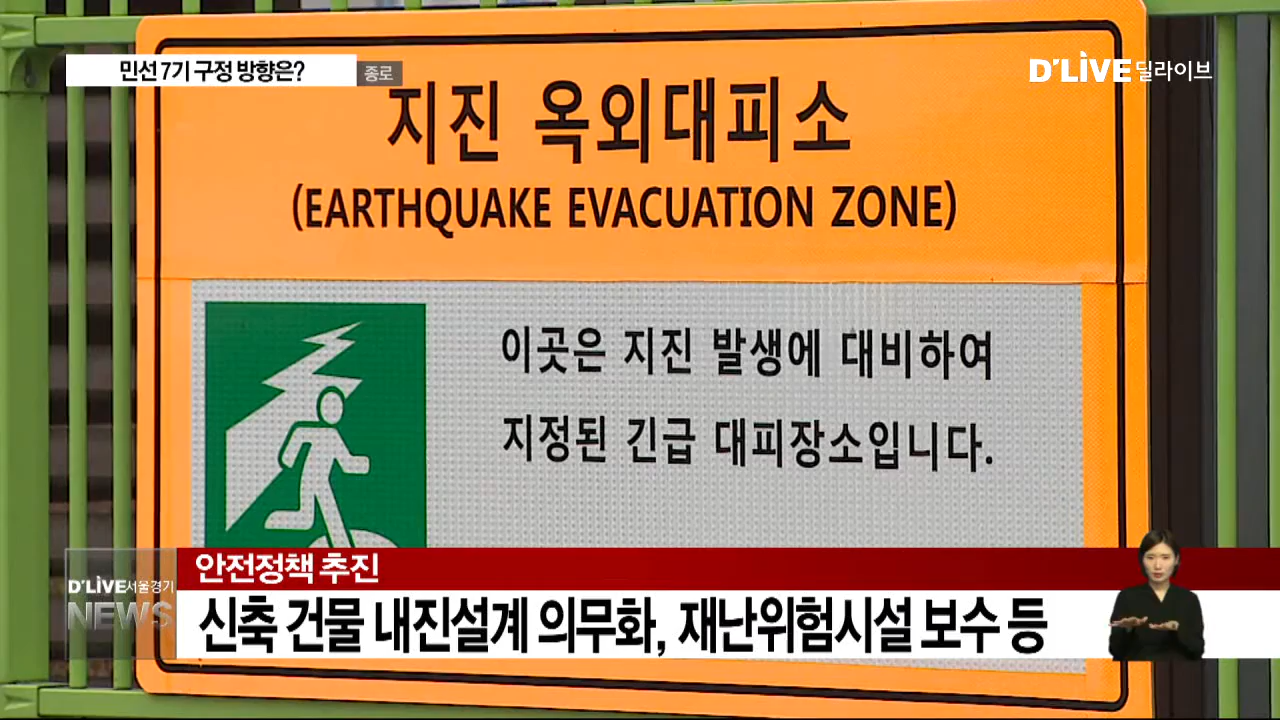 민선 7기 구정 방향은?
종로
D'LIVE 딜라이브
지진 옥외대피소
(EARTHQUAKE EVACUATION ZONE)
이곳은 지진 발생에 대비하여
지정된 긴급 대피장소입니다.
안전정책 추진
D'LIVE 서울경기
NEWS
신축 건물 내진설계 의무화, 재난위험시설 보수 등